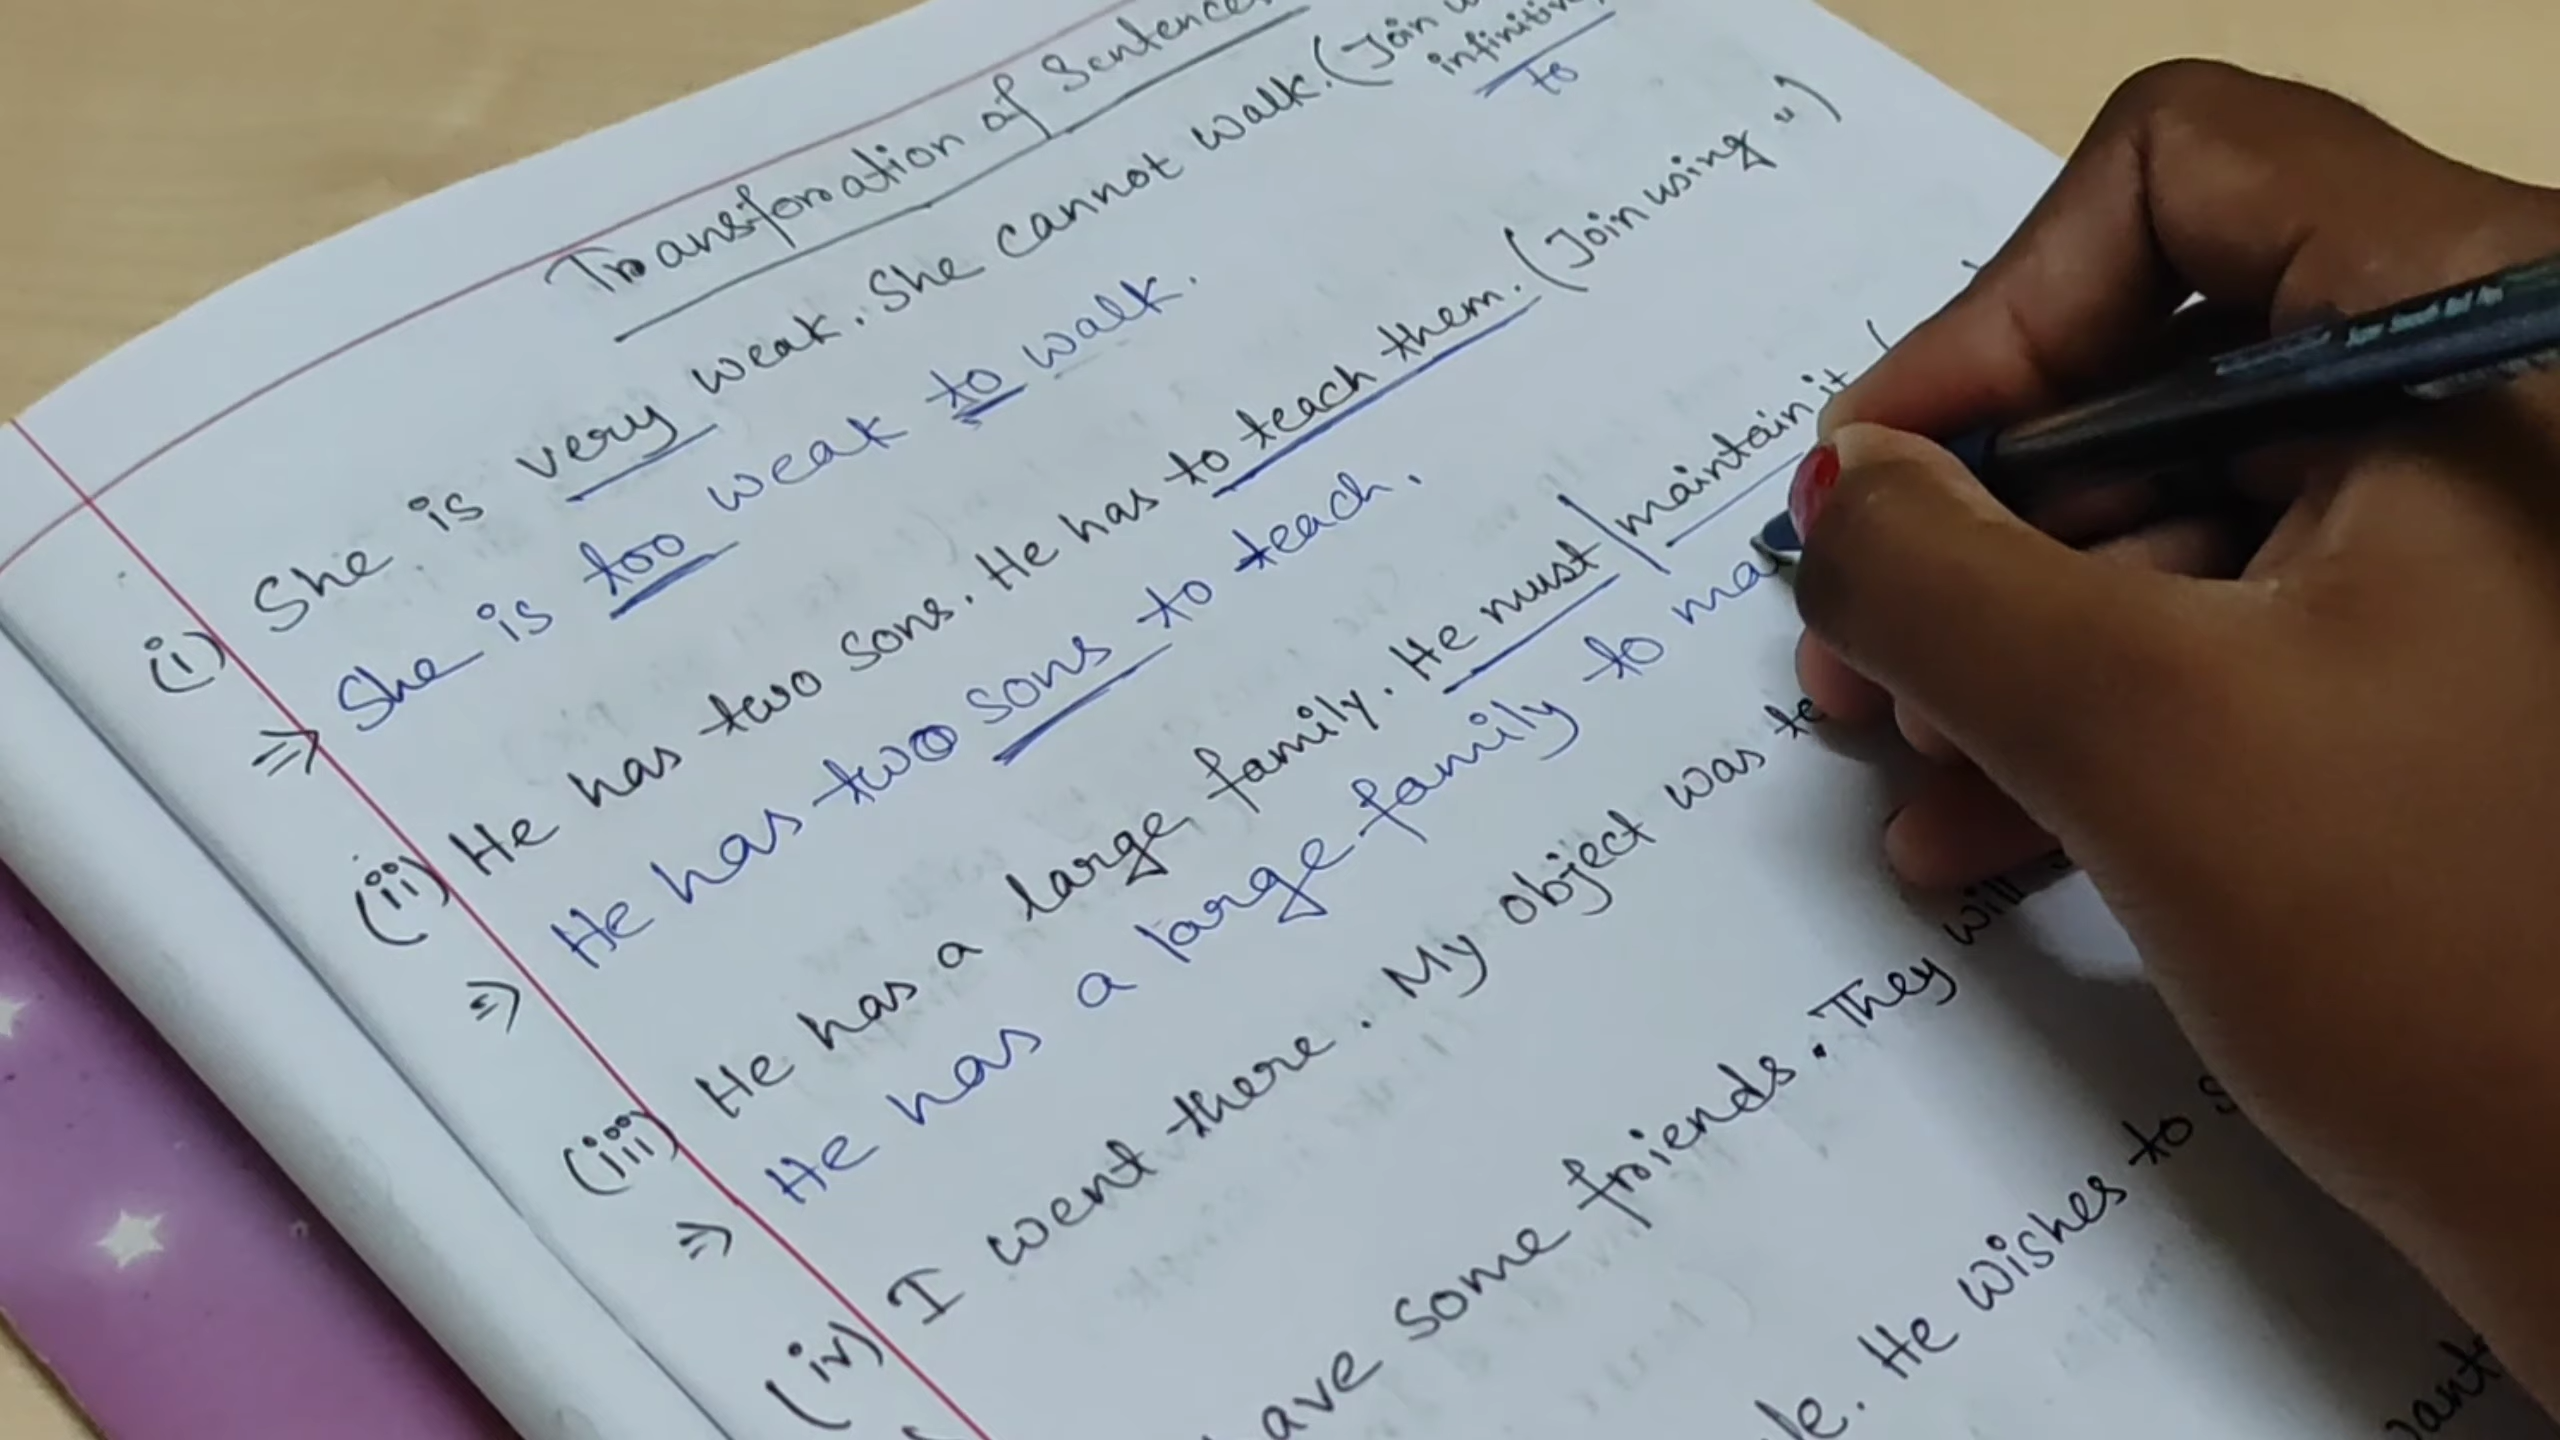 Transformation of Sentences
(i) She is very weak. She cannot walk. (Join
infinitive
to
⇒ She is too weak to walk.
(ii) He has two sons. He has to teach them. (Join using ")
⇒ He has two sons to teach.
(iii) He has a large family. He must maintain it (
⇒ He has a large family to ma
(iv) I went there. My object was
ave some friends. They will
He wishes to